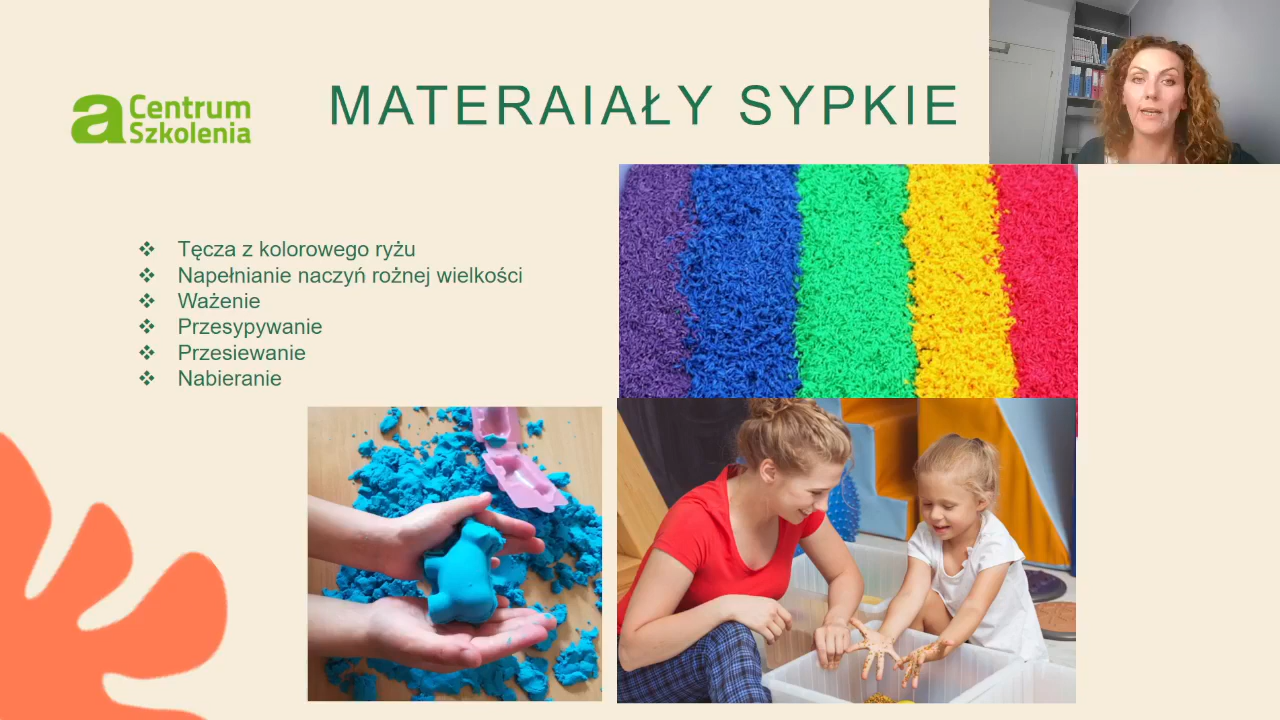 a Centrum
Szkolenia
MATERAIAŁY SYPKIE
Tęcza z kolorowego ryżu
Napełnianie naczyń rożnej wielkości
Ważenie
Przesypywanie
Przesiewanie
Nabieranie